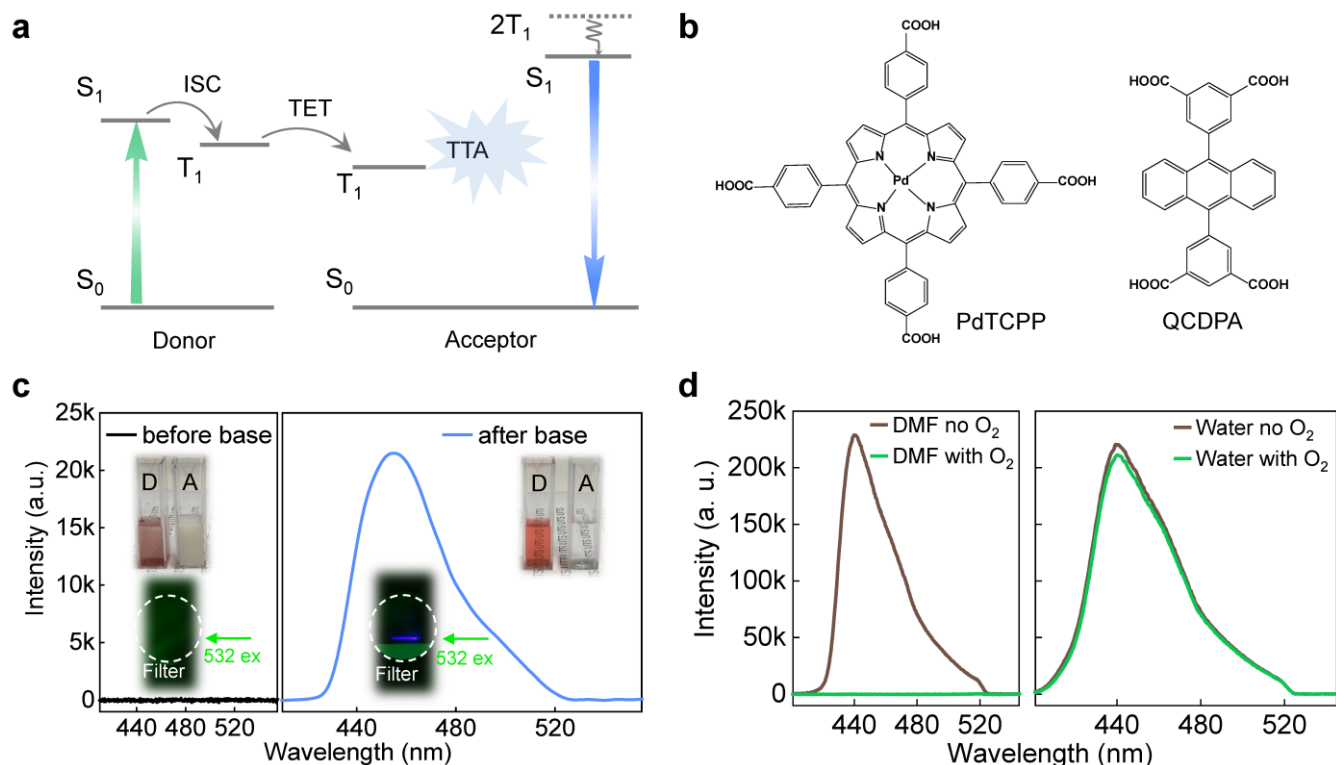 a
2T₁
S₁
S₁
ISC
TET
T₁
T₁
TTA
S₀
S₀
Donor
Acceptor
b
COOH
HOOC
COOH
N
N
Pd
N
N
COOH
PdTCPP
HOOC
COOH
HOOC
COOH
QCDPA
c
25k
20k
15k
10k
5k
0
Intensity (a.u.)
before base
D
A
Filter
532 ex
440 480 520
after base
D
A
Filter
532 ex
440
480
520
Wavelength (nm)
d
250k
200k
150k
100k
50k
0
Intensity (a. u.)
DMF no O₂
DMF with O₂
440
480
520
Water no O₂
Water with O₂
440
480
520
Wavelength (nm)